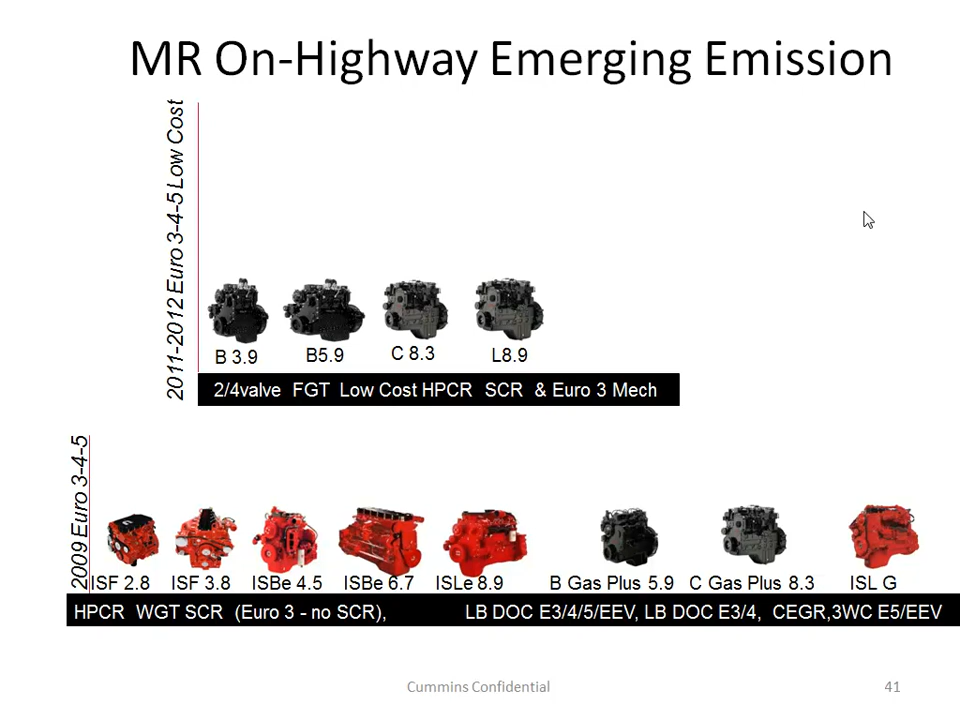 MR On-Highway Emerging Emission
2011-2012 Euro 3-4-5 Low Cost
B 3.9
B5.9
C 8.3
L8.9
2/4valve FGT Low Cost HPCR SCR & Euro 3 Mech
2009 Euro 3-4-5
ISF 2.8
ISF 3.8
ISBe 4.5
ISBe 6.7
ISLe 8.9
B Gas Plus 5.9
C Gas Plus 8.3
ISL G
HPCR WGT SCR (Euro 3 - no SCR), LB DOC E3/4/5/EEV, LB DOC E3/4, CEGR,3WC E5/EEV
Cummins Confidential
41